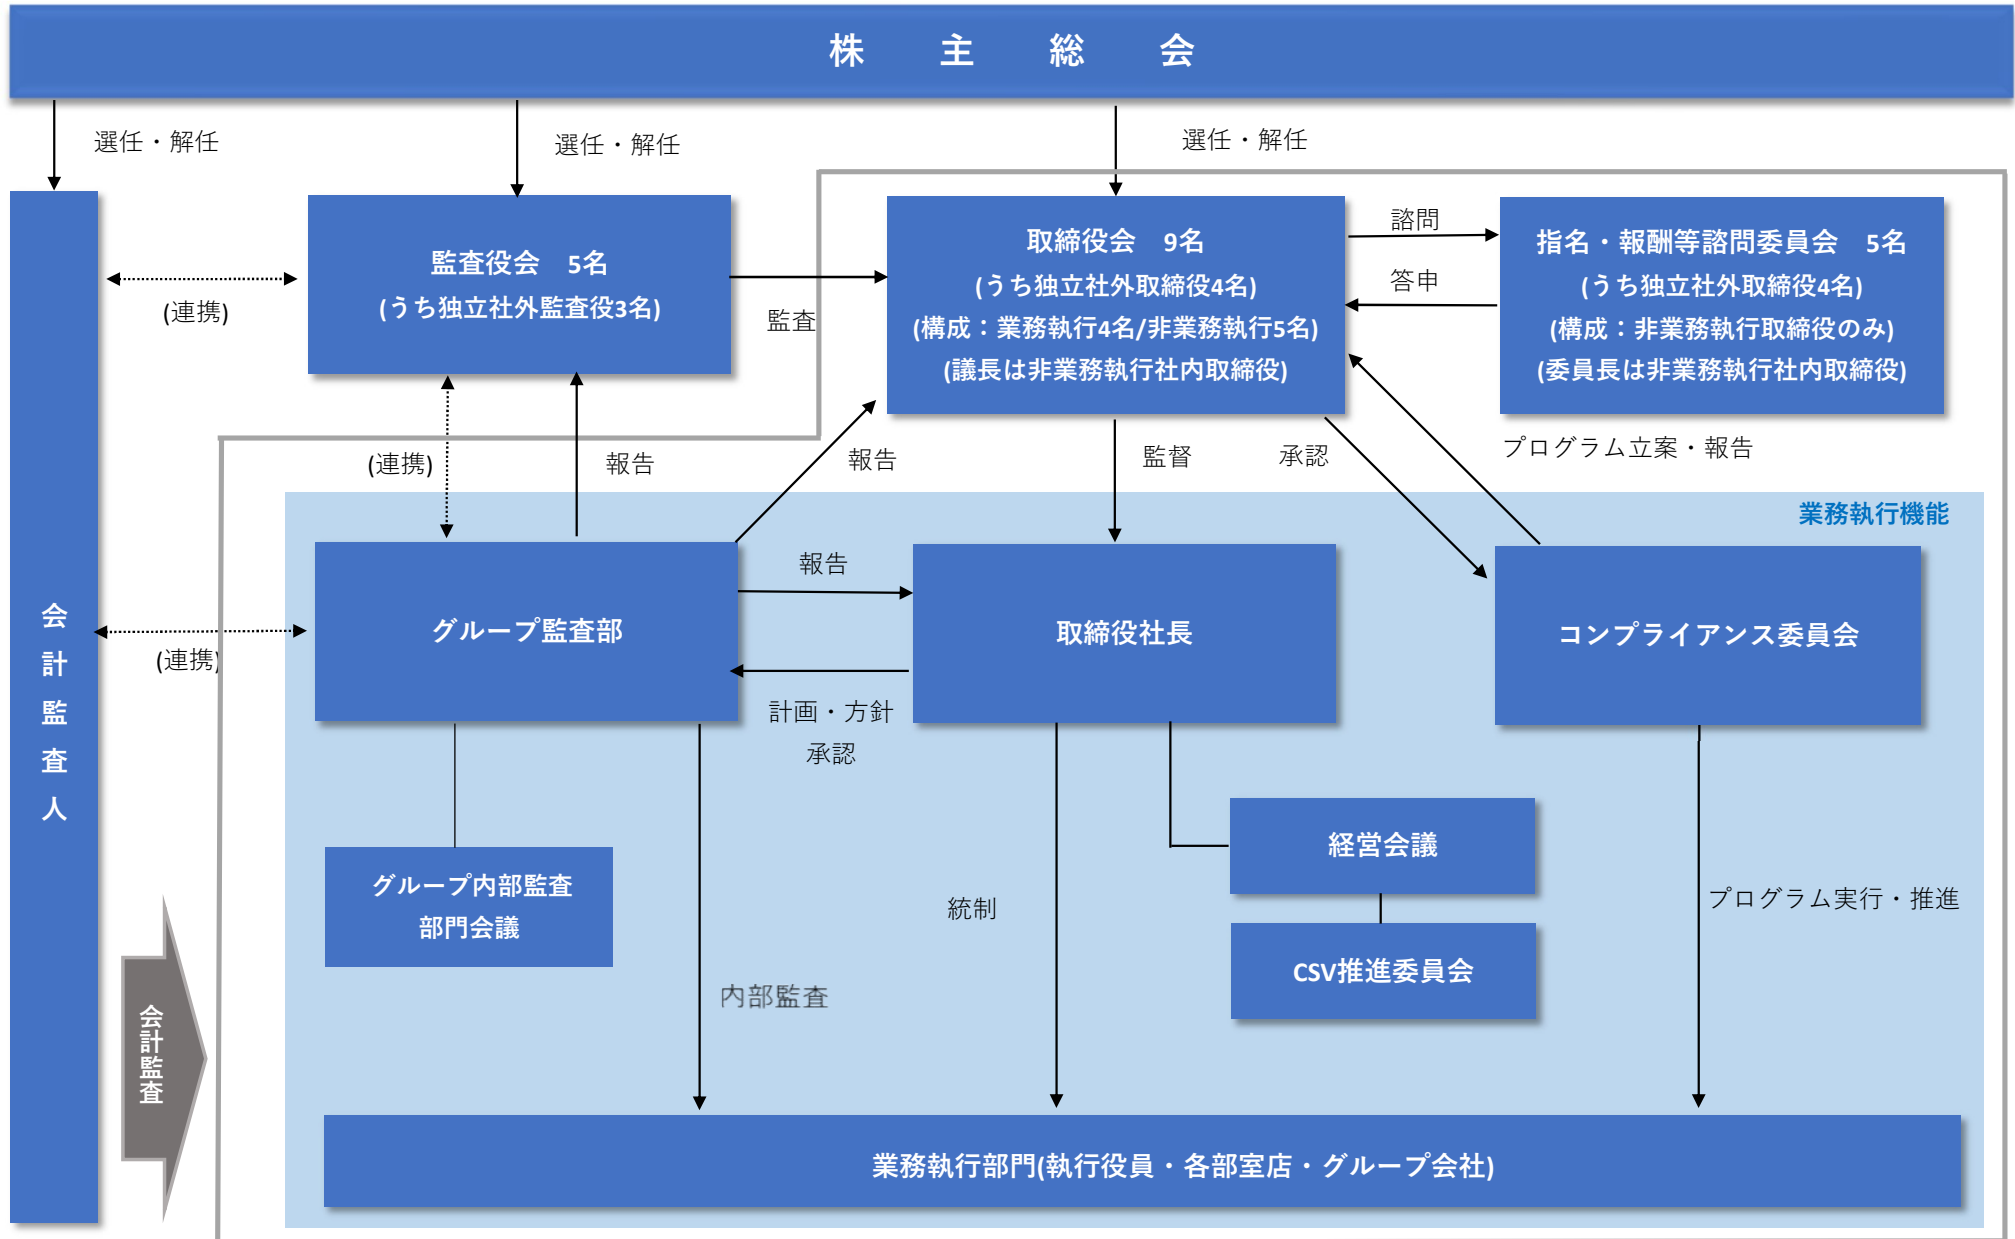 株　主　総　会
選任・解任
選任・解任
選任・解任
監査役会　5名
(うち独立社外監査役3名)
取締役会　9名
(うち独立社外取締役4名)
(構成：業務執行4名/非業務執行5名)
(議長は非業務執行社内取締役)
諮問
答申
指名・報酬等諮問委員会　5名
(うち独立社外取締役4名)
(構成：非業務執行取締役のみ)
(委員長は非業務執行社内取締役)
(連携)
監査
(連携)
報告
報告
監督
承認
プログラム立案・報告
業務執行機能
会計監査人
(連携)
グループ監査部
報告
計画・方針
承認
取締役社長
コンプライアンス委員会
グループ内部監査
部門会議
経営会議
CSV推進委員会
統制
プログラム実行・推進
内部監査
会計監査
業務執行部門(執行役員・各部室店・グループ会社)